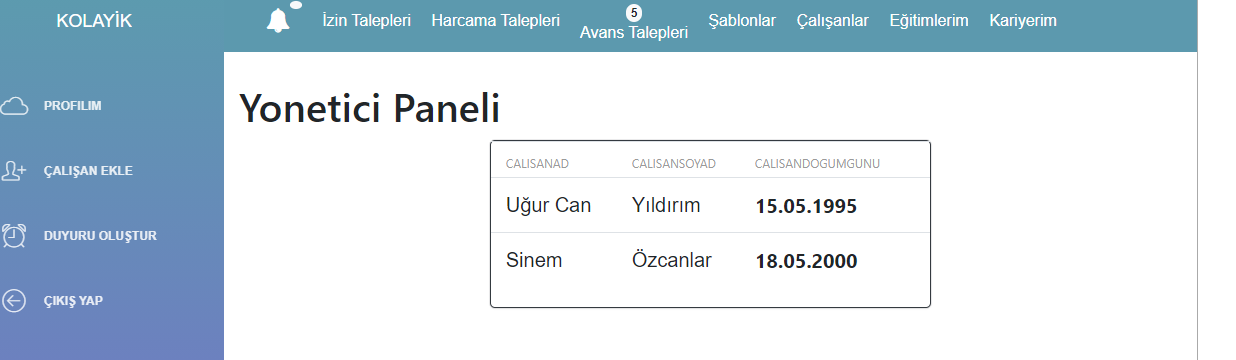 KOLAYİK
İzin Talepleri Harcama Talepleri 5 Avans Talepleri Şablonlar Çalışanlar Eğitimlerim Kariyerim
PROFILIM
ÇALIŞAN EKLE
DUYURU OLUŞTUR
ÇIKIŞ YAP
Yonetici Paneli
CALISANAD CALISANSOYAD CALISANDOGUMGUNU
Uğur Can Yıldırım 15.05.1995
Sinem Özcanlar 18.05.2000